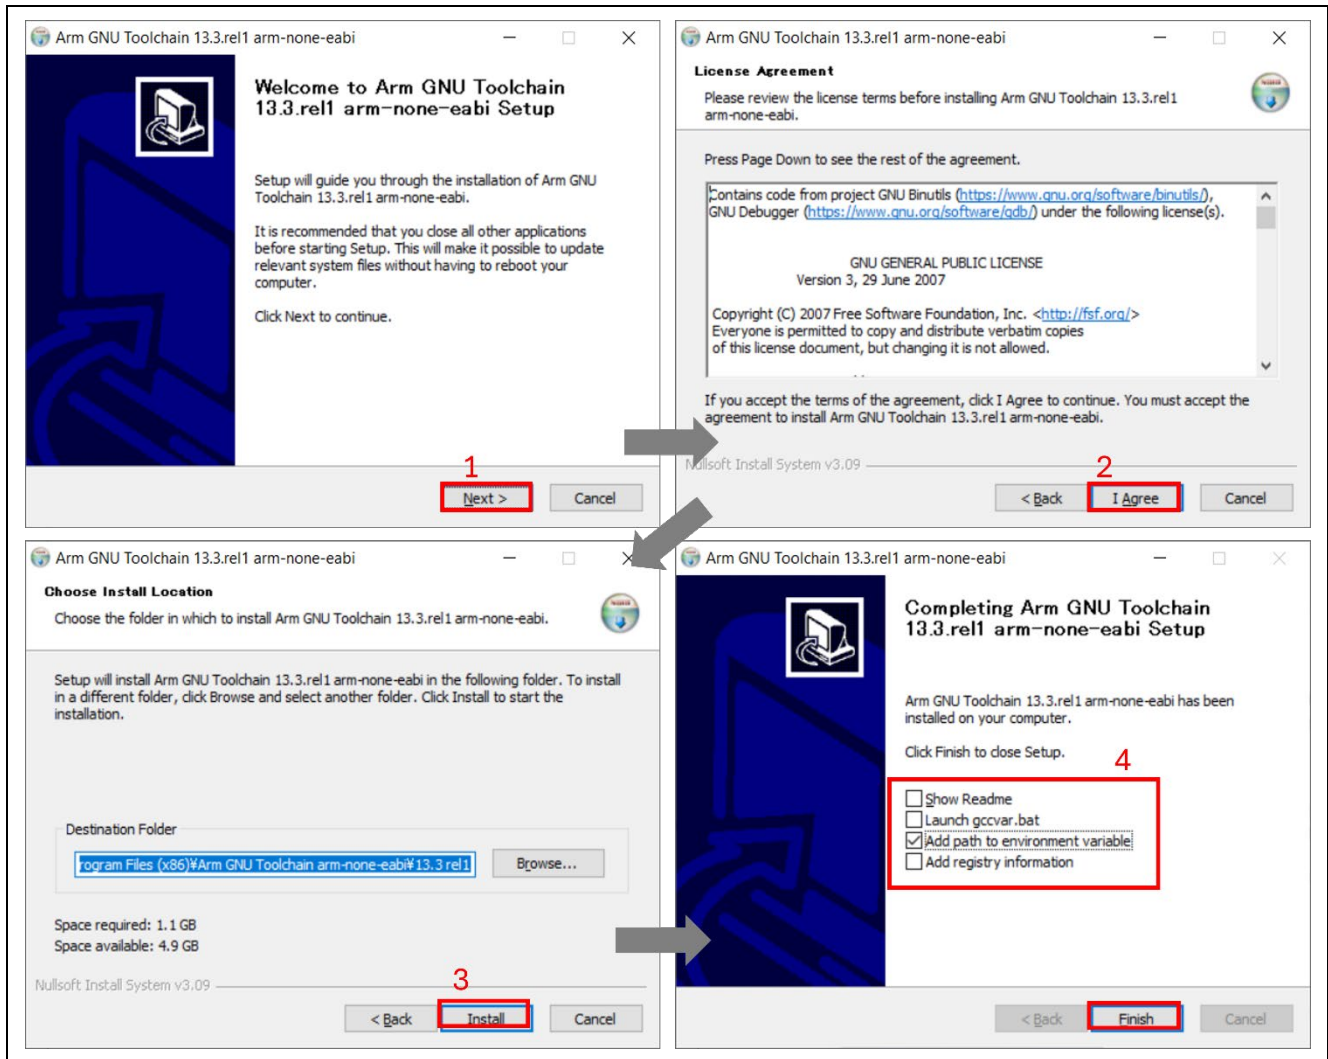 Arm GNU Toolchain 13.3.rel1 arm-none-eabi
Welcome to Arm GNU Toolchain
13.3.rel1 arm-none-eabi Setup
Setup will guide you through the installation of Arm GNU
Toolchain 13.3.rel1 arm-none-eabi.
It is recommended that you close all other applications
before starting Setup. This will make it possible to update
relevant system files without having to reboot your
computer.
Click Next to continue.
1
Next >
Cancel
Arm GNU Toolchain 13.3.rel1 arm-none-eabi
License Agreement
Please review the license terms before installing Arm GNU Toolchain 13.3.rel1
arm-none-eabi.
Press Page Down to see the rest of the agreement.
Contains code from project GNU Binutils (https://www.gnu.org/software/binutils/),
GNU Debugger (https://www.gnu.org/software/gdb/) under the following license(s).
GNU GENERAL PUBLIC LICENSE
Version 3, 29 June 2007
Copyright (C) 2007 Free Software Foundation, Inc. <http://fsf.org/>
Everyone is permitted to copy and distribute verbatim copies
of this license document, but changing it is not allowed.
If you accept the terms of the agreement, click I Agree to continue. You must accept the
agreement to install Arm GNU Toolchain 13.3.rel1 arm-none-eabi.
Nullsoft Install System v3.09
2
< Back
I Agree
Cancel
Arm GNU Toolchain 13.3.rel1 arm-none-eabi
Choose Install Location
Choose the folder in which to install Arm GNU Toolchain 13.3.rel1 arm-none-eabi.
Setup will install Arm GNU Toolchain 13.3.rel1 arm-none-eabi in the following folder. To install
in a different folder, click Browse and select another folder. Click Install to start the
installation.
Destination Folder
rogram Files (x86)¥Arm GNU Toolchain arm-none-eabi¥13.3 rel1
Browse...
Space required: 1.1 GB
Space available: 4.9 GB
Nullsoft Install System v3.09
3
< Back
Install
Cancel
Arm GNU Toolchain 13.3.rel1 arm-none-eabi
Completing Arm GNU Toolchain
13.3.rel1 arm-none-eabi Setup
Arm GNU Toolchain 13.3.rel1 arm-none-eabi has been
installed on your computer.
Click Finish to close Setup.
4
Show Readme
Launch gccvar.bat
Add path to environment variable
Add registry information
< Back
Finish
Cancel